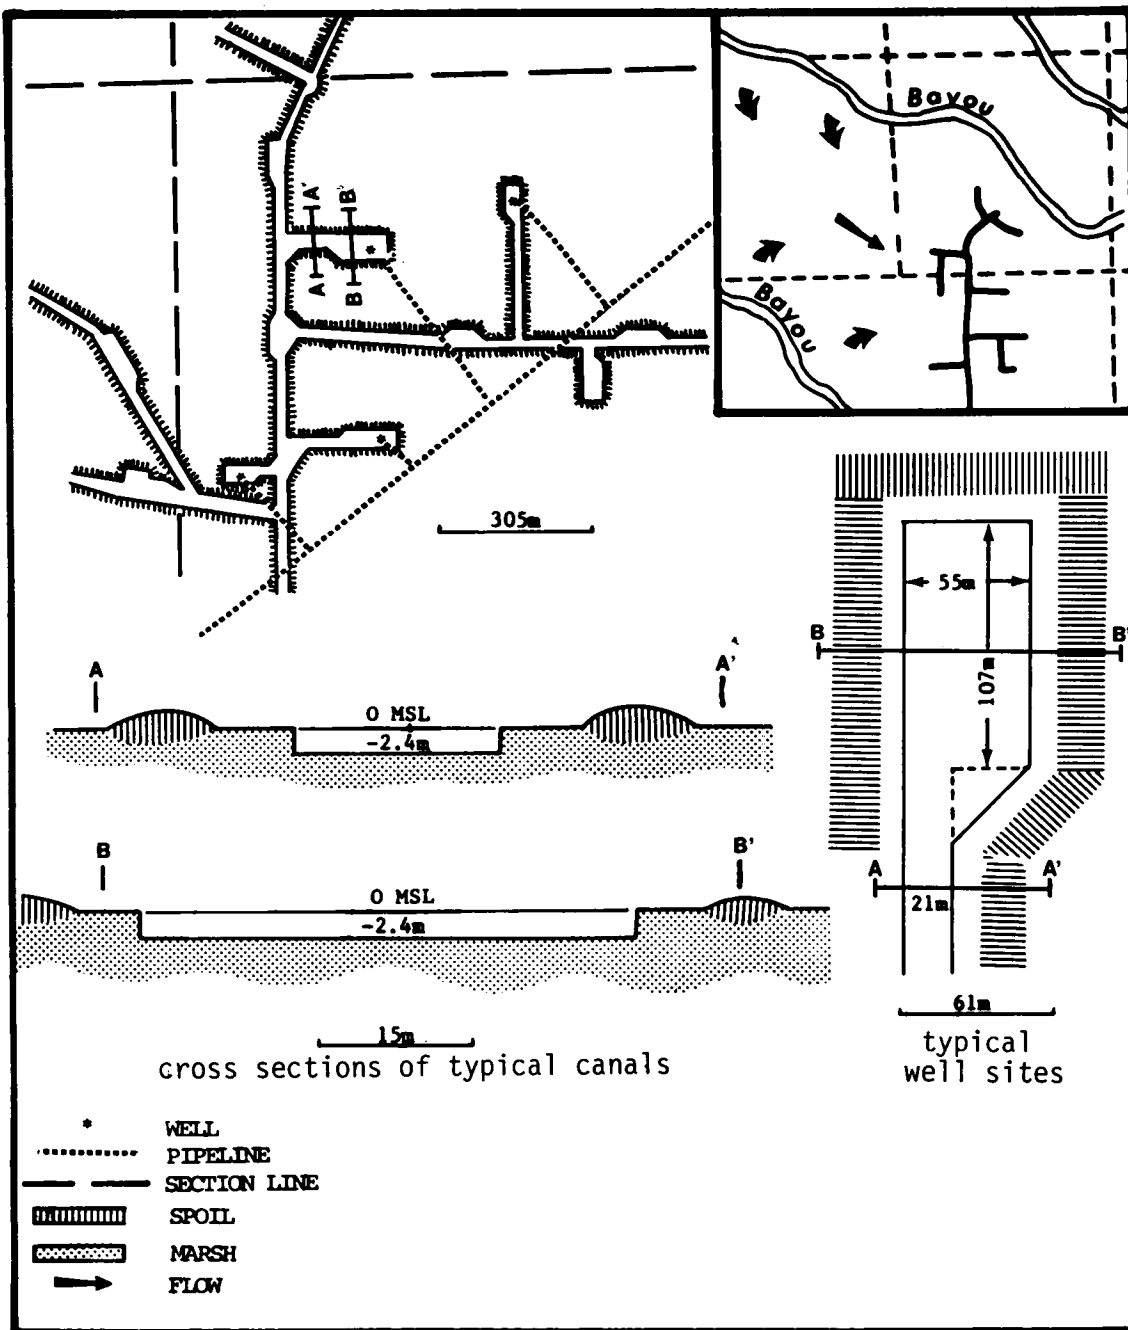 A'
B'
A
B
305m
Bayou
Bayou
A
A'
0 MSL
-2.4m
B
B'
0 MSL
-2.4m
15m
cross sections of typical canals
55m
107m
B
B'
A
A'
21m
61m
typical
well sites
WELL
PIPELINE
SECTION LINE
SPOIL
MARSH
FLOW